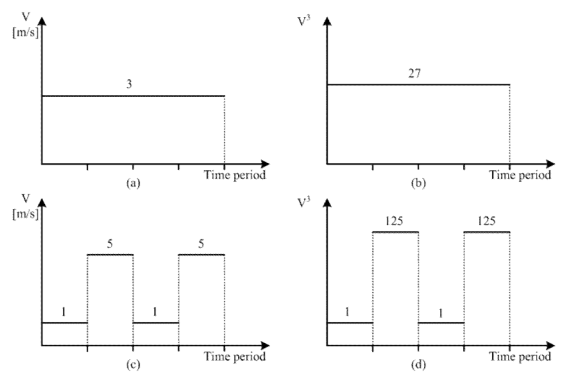 V
[m/s]
3
Time period
(a)
V³
27
Time period
(b)
V
[m/s]
1
5
1
5
Time period
(c)
V³
1
125
1
125
Time period
(d)